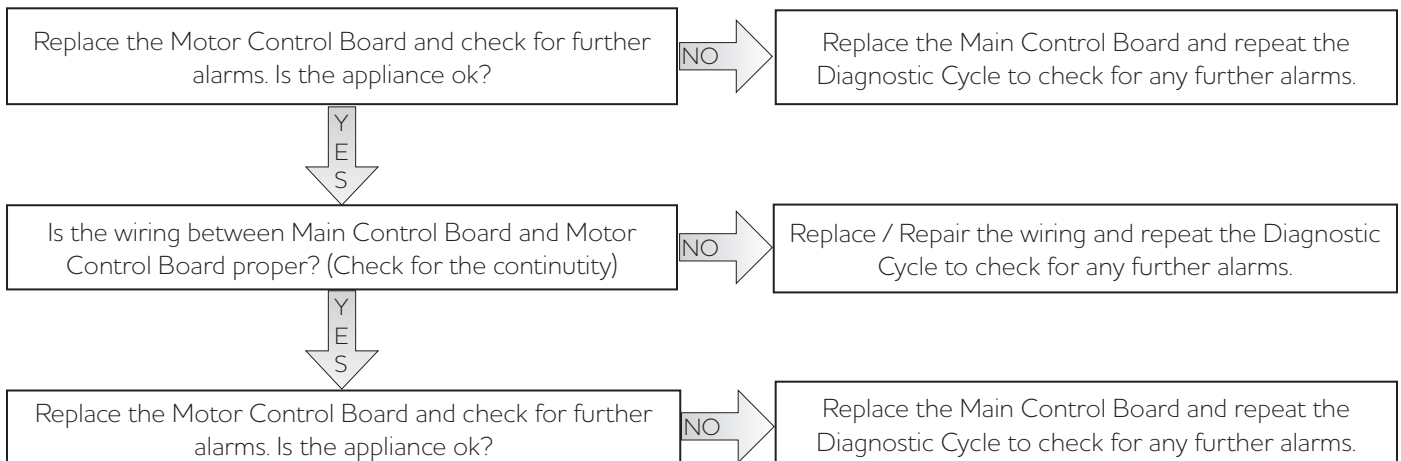 Replace the Motor Control Board and check for further
alarms. Is the appliance ok?
NO
Replace the Main Control Board and repeat the
Diagnostic Cycle to check for any further alarms.
Y
E
S
Is the wiring between Main Control Board and Motor
Control Board proper? (Check for the continutity)
NO
Replace / Repair the wiring and repeat the Diagnostic
Cycle to check for any further alarms.
Y
E
S
Replace the Motor Control Board and check for further
alarms. Is the appliance ok?
NO
Replace the Main Control Board and repeat the
Diagnostic Cycle to check for any further alarms.